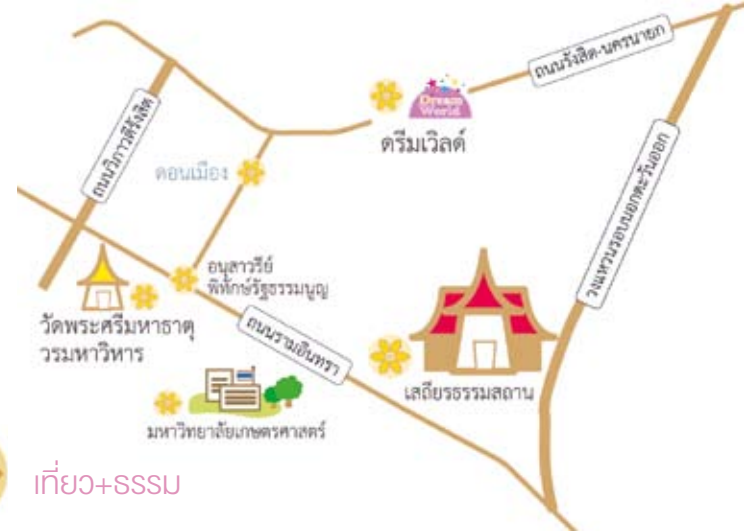 ถนนรังสิต-นครนายก
Dream
World
ดรีมเวิลด์
ถนนวิภาวดีรังสิต
ดอนเมือง
วงแหวนรอบนอกตะวันออก
อนุสาวรีย์
พิทักษ์รัฐธรรมนูญ
วัดพระศรีมหาธาตุ
วรมหาวิหาร
ถนนรามอินทรา
เสถียรธรรมสถาน
มหาวิทยาลัยเกษตรศาสตร์
เที่ยว+ธรรม